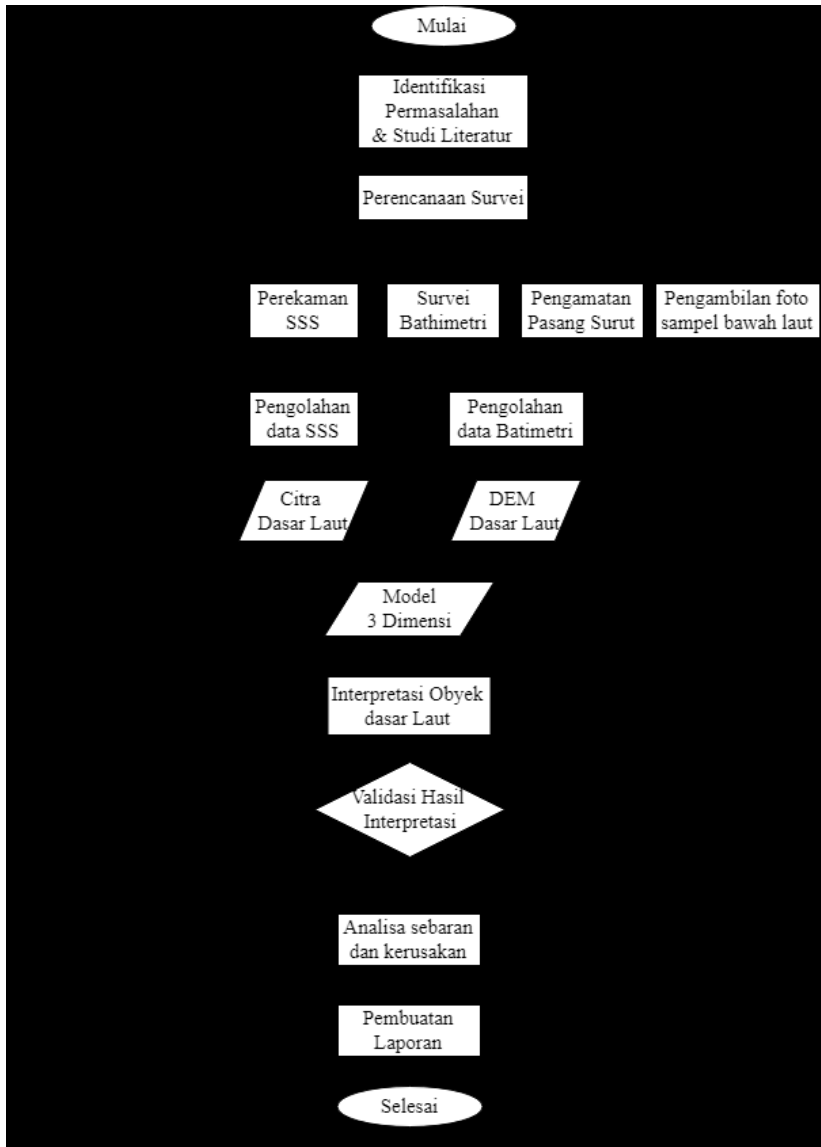 Mulai
Identifikasi
Permasalahan
& Studi Literatur
Perencanaan Survei
Perekaman
SSS
Survei
Bathimetri
Pengamatan
Pasang Surut
Pengambilan foto
sampel bawah laut
Pengolahan
data SSS
Pengolahan
data Batimetri
Citra
Dasar Laut
DEM
Dasar Laut
Model
3 Dimensi
Interpretasi Obyek
dasar Laut
Validasi Hasil
Interpretasi
Analisa sebaran
dan kerusakan
Pembuatan
Laporan
Selesai